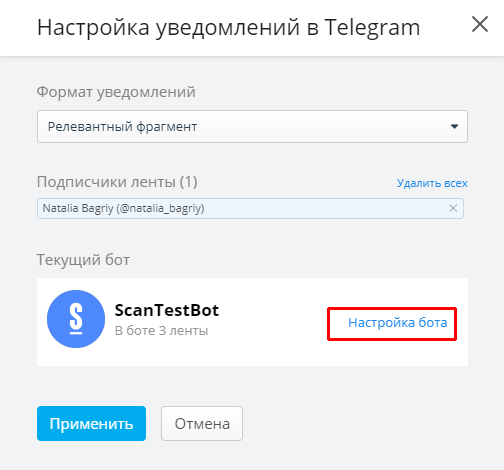 Настройка уведомлений в Telegram
Формат уведомлений
Релевантный фрагмент
Подписчики ленты (1)
Удалить всех
Natalia Bagriy (@natalia_bagriy)
Текущий бот
ScanTestBot
В боте 3 ленты
Настройка бота
Применить
Отмена